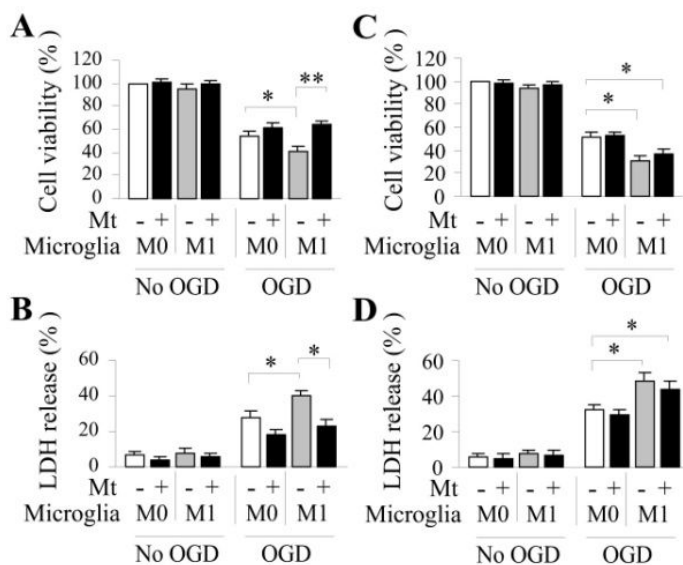 A
Cell viability (%)
120
100
80
60
40
20
0
*
**
Mt - + - + - + - +
Microglia M0 M1 M0 M1
No OGD OGD
C
Cell viability (%)
120
100
80
60
40
20
0
*
*
Mt - + - + - + - +
Microglia M0 M1 M0 M1
No OGD OGD
B
LDH release (%)
60
40
20
0
*
*
Mt - + - + - + - +
Microglia M0 M1 M0 M1
No OGD OGD
D
LDH release (%)
60
40
20
0
*
*
Mt - + - + - + - +
Microglia M0 M1 M0 M1
No OGD OGD